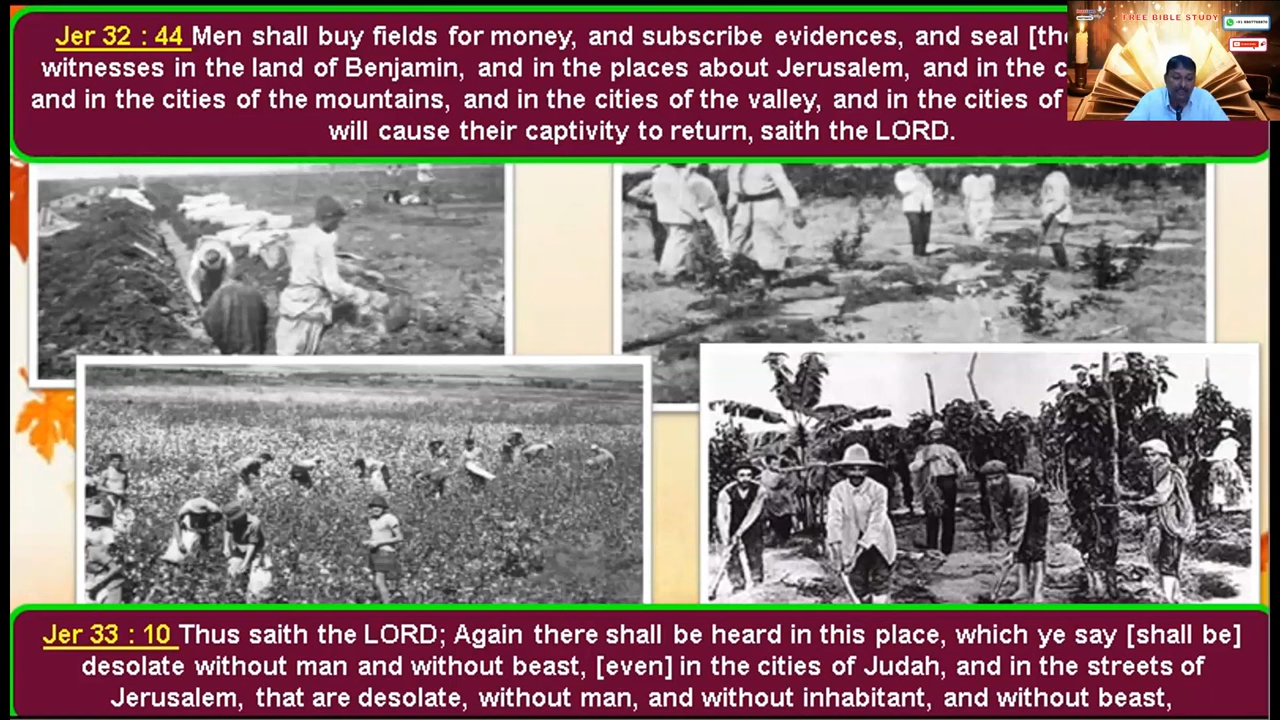 Jer 32 : 44 Men shall buy fields for money, and subscribe evidences, and seal
witnesses in the land of Benjamin, and in the places about Jerusalem, and in the
and in the cities of the mountains, and in the cities of the valley, and in the cities of
will cause their captivity to return, saith the LORD.
FREE BIBLE STUDY
Jer 33 : 10 Thus saith the LORD; Again there shall be heard in this place, which ye say [shall be]
desolate without man and without beast, [even] in the cities of Judah, and in the streets of
Jerusalem, that are desolate, without man, and without inhabitant, and without beast,